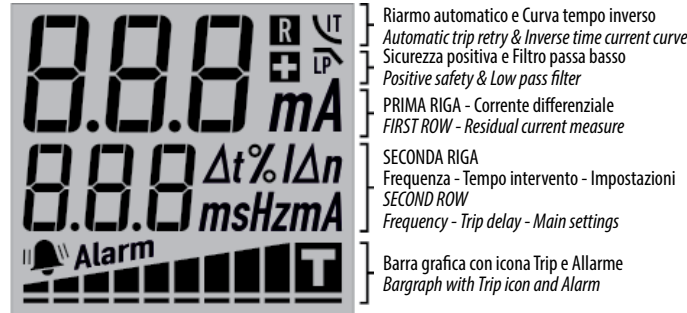 8.8.8 R IT
LP
mA
8.8.8 Δt% IΔn
msHzmA
Alarm
T
Riarmo automatico e Curva tempo inverso
Automatic trip retry & Inverse time current curve
Sicurezza positiva e Filtro passa basso
Positive safety & Low pass filter
PRIMA RIGA - Corrente differenziale
FIRST ROW - Residual current measure
SECONDA RIGA
Frequenza - Tempo intervento - Impostazioni
SECOND ROW
Frequency - Trip delay - Main settings
Barra grafica con icona Trip e Allarme
Bargraph with Trip icon and Alarm